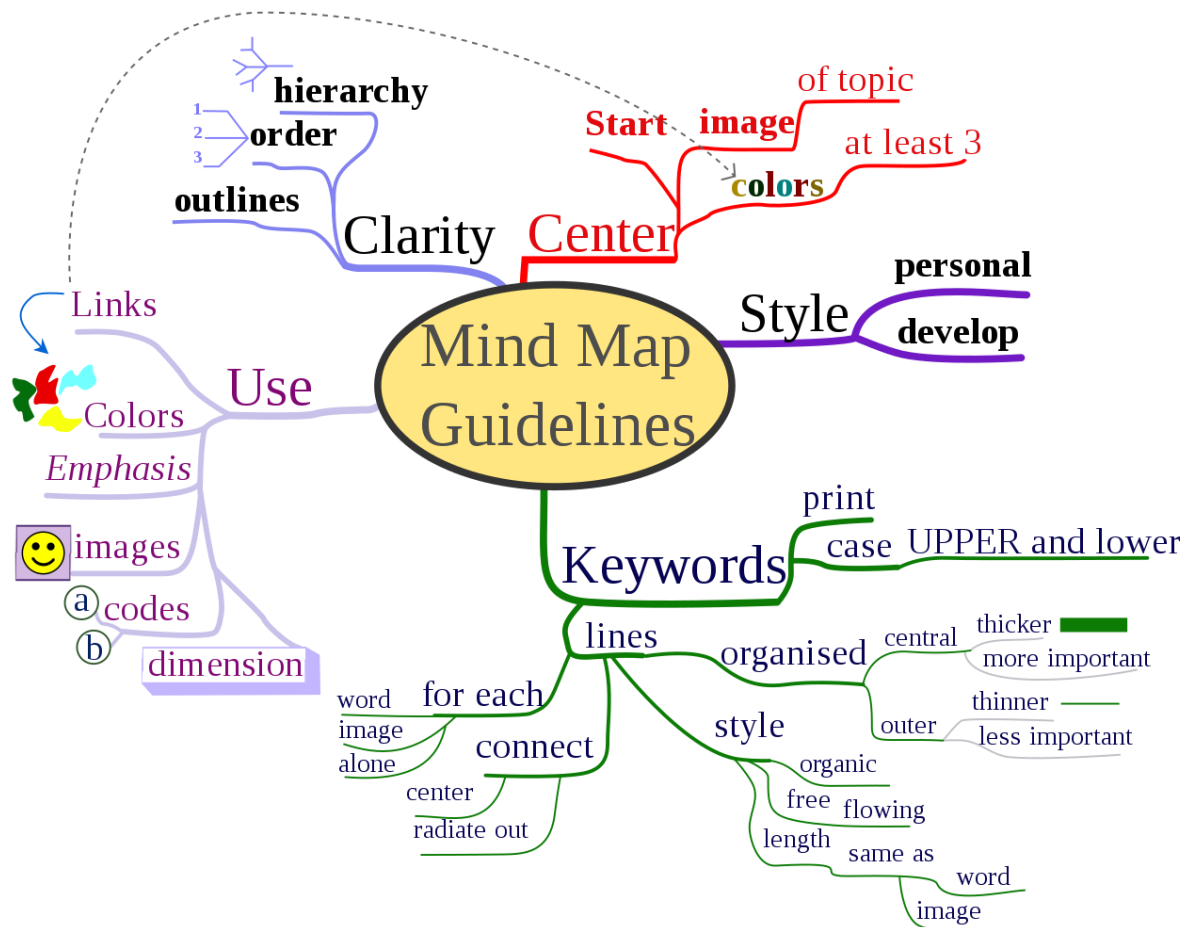 Mind Map
Guidelines
Center
Start
image
of topic
colors
at least 3
Style
personal
develop
Keywords
print
case
UPPER and lower
lines
organised
central
thicker
more important
outer
thinner
less important
style
organic
free
flowing
length
same as
word
image
connect
center
radiate out
for each
word
image
alone
Use
Links
Colors
Emphasis
images
codes
a
b
dimension
Clarity
hierarchy
order
1
2
3
outlines